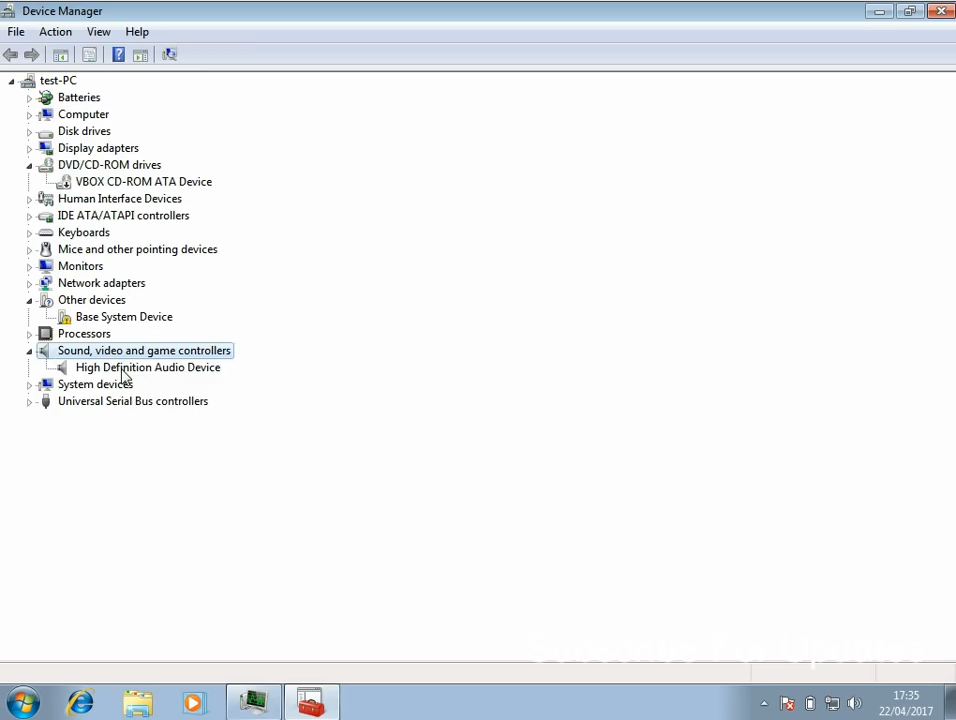 Device Manager
File Action View Help
test-PC
Batteries
Computer
Disk drives
Display adapters
DVD/CD-ROM drives
VBOX CD-ROM ATA Device
Human Interface Devices
IDE ATA/ATAPI controllers
Keyboards
Mice and other pointing devices
Monitors
Network adapters
Other devices
Base System Device
Processors
Sound, video and game controllers
High Definition Audio Device
System devices
Universal Serial Bus controllers
Subscribe For Updates
17:35
22/04/2017